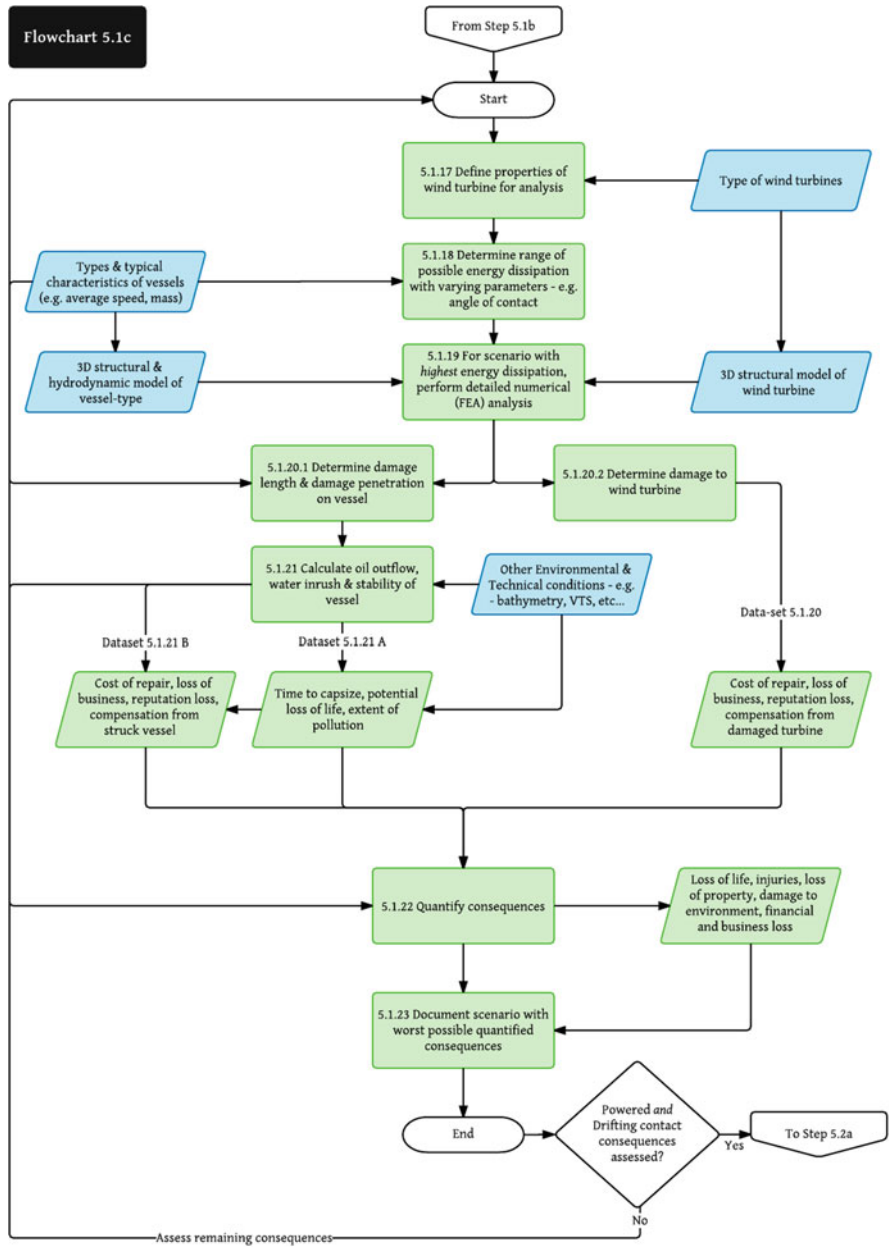 Flowchart 5.1c
From Step 5.1b
Start
5.1.17 Define properties of
wind turbine for analysis
Type of wind turbines
Types & typical
characteristics of vessels
(e.g. average speed, mass)
5.1.18 Determine range of
possible energy dissipation
with varying parameters - e.g.
angle of contact
3D structural &
hydrodynamic model of
vessel-type
5.1.19 For scenario with
highest energy dissipation,
perform detailed numerical
(FEA) analysis
3D structural model of
wind turbine
5.1.20.1 Determine damage
length & damage penetration
on vessel
5.1.20.2 Determine damage to
wind turbine
5.1.21 Calculate oil outflow,
water inrush & stability of
vessel
Other Environmental &
Technical conditions - e.g.
- bathymetry, VTS, etc...
Data-set 5.1.20
Dataset 5.1.21 B
Dataset 5.1.21 A
Cost of repair, loss of
business, reputation loss,
compensation from
struck vessel
Time to capsize, potential
loss of life, extent of
pollution
Cost of repair, loss of
business, reputation loss,
compensation from
damaged turbine
5.1.22 Quantify consequences
Loss of life, injuries, loss
of property, damage to
environment, financial
and business loss
5.1.23 Document scenario with
worst possible quantified
consequences
End
Powered and
Drifting contact
consequences
assessed?
Yes
To Step 5.2a
No
Assess remaining consequences